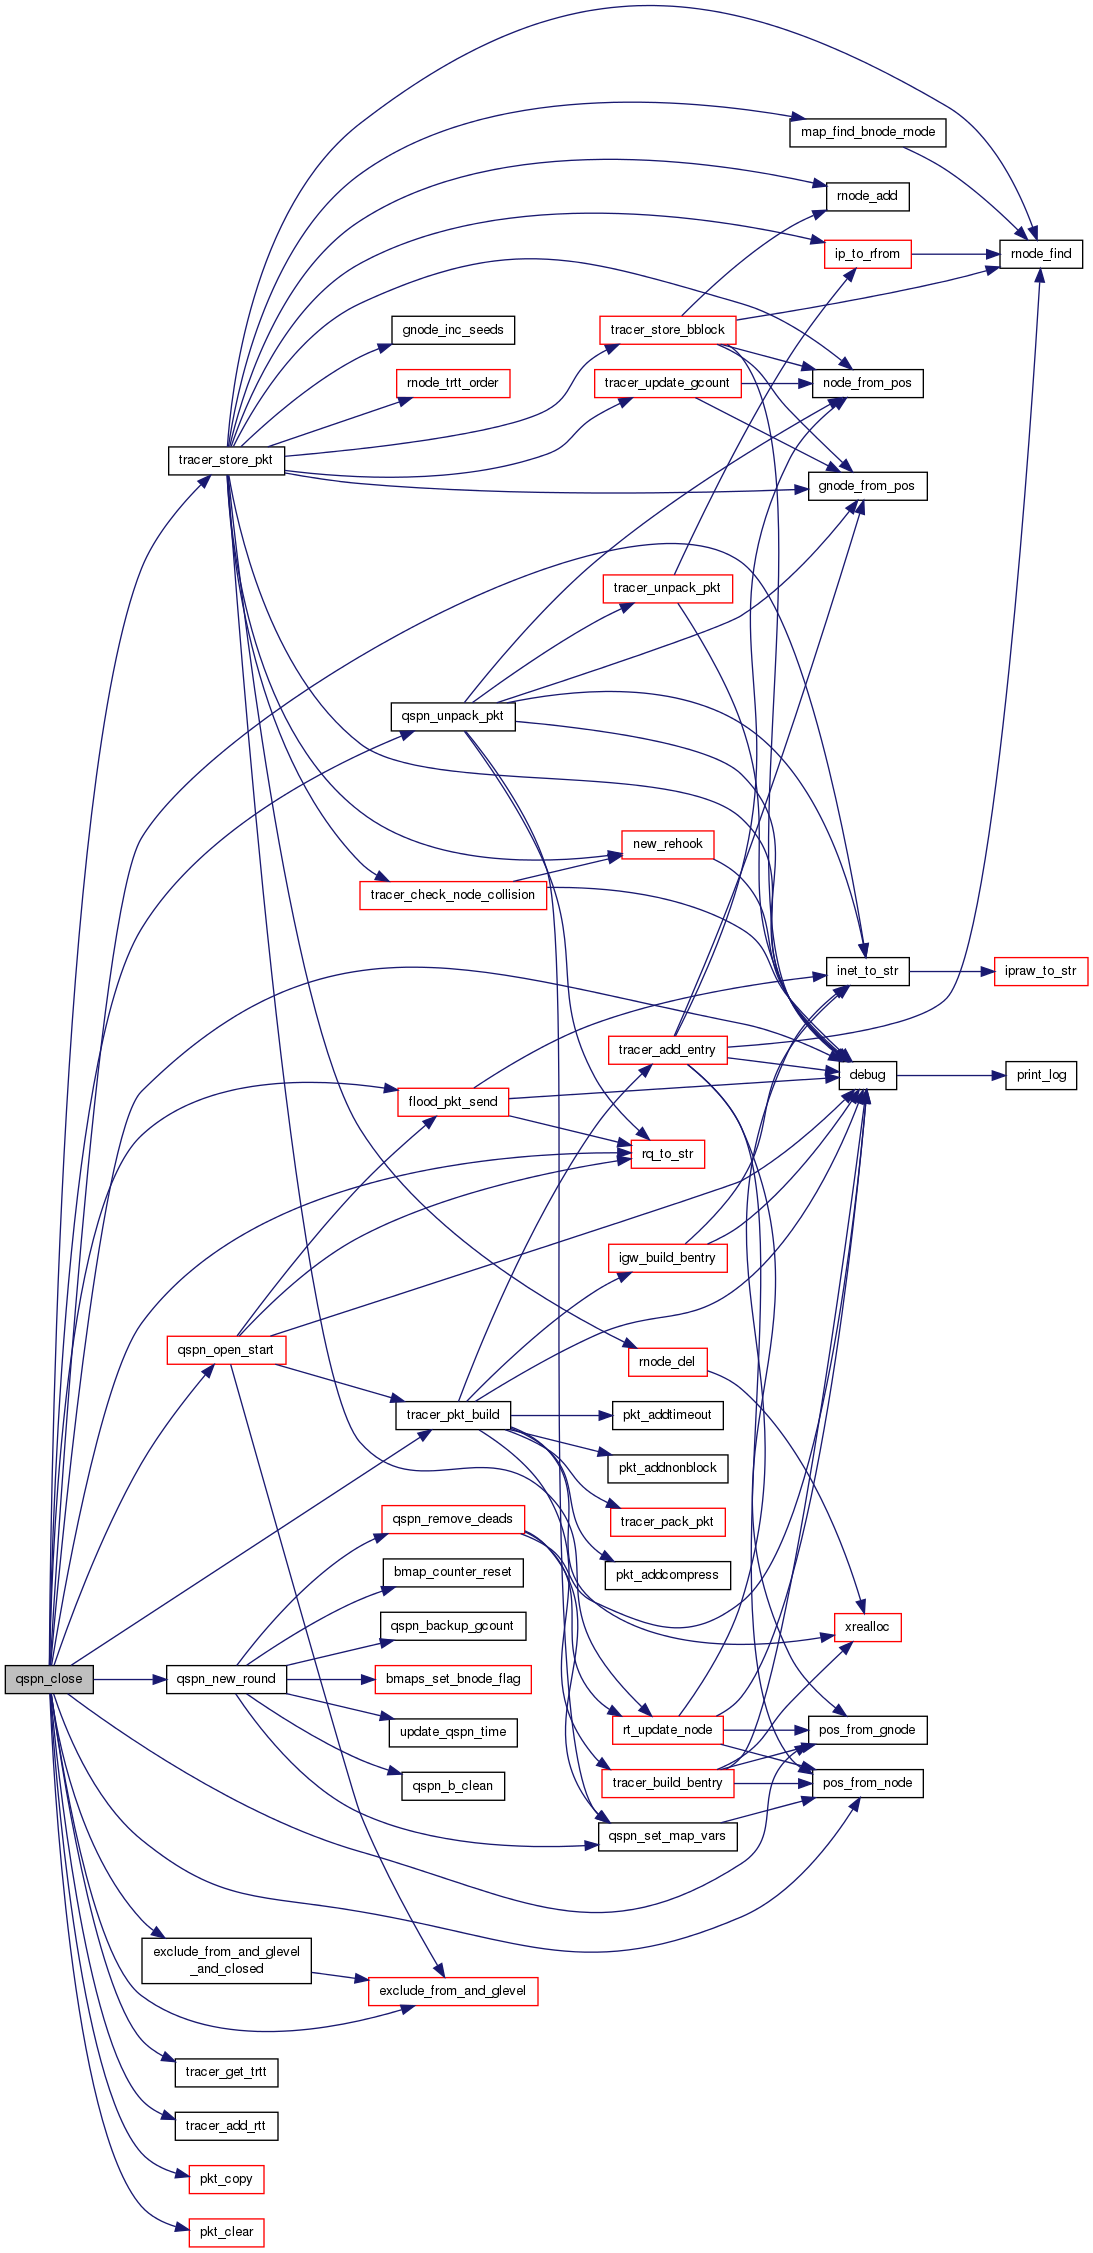 map_find_bnode_rnode
rnode_add
ip_to_rfrom
rnode_find
gnode_inc_seeds
tracer_store_bblock
rnode_trtt_order
tracer_update_gcount
node_from_pos
tracer_store_pkt
gnode_from_pos
tracer_unpack_pkt
qspn_unpack_pkt
new_rehook
tracer_check_node_collision
inet_to_str
ipraw_to_str
tracer_add_entry
debug
print_log
flood_pkt_send
rq_to_str
igw_build_bentry
qspn_open_start
rnode_del
tracer_pkt_build
pkt_addtimeout
pkt_addnonblock
qspn_remove_deads
tracer_pack_pkt
bmap_counter_reset
pkt_addcompress
qspn_backup_gcount
xrealloc
qspn_close
qspn_new_round
bmaps_set_bnode_flag
update_qspn_time
rt_update_node
pos_from_gnode
qspn_b_clean
tracer_build_bentry
pos_from_node
qspn_set_map_vars
exclude_from_and_glevel
_and_closed
exclude_from_and_glevel
tracer_get_trtt
tracer_add_rtt
pkt_copy
pkt_clear